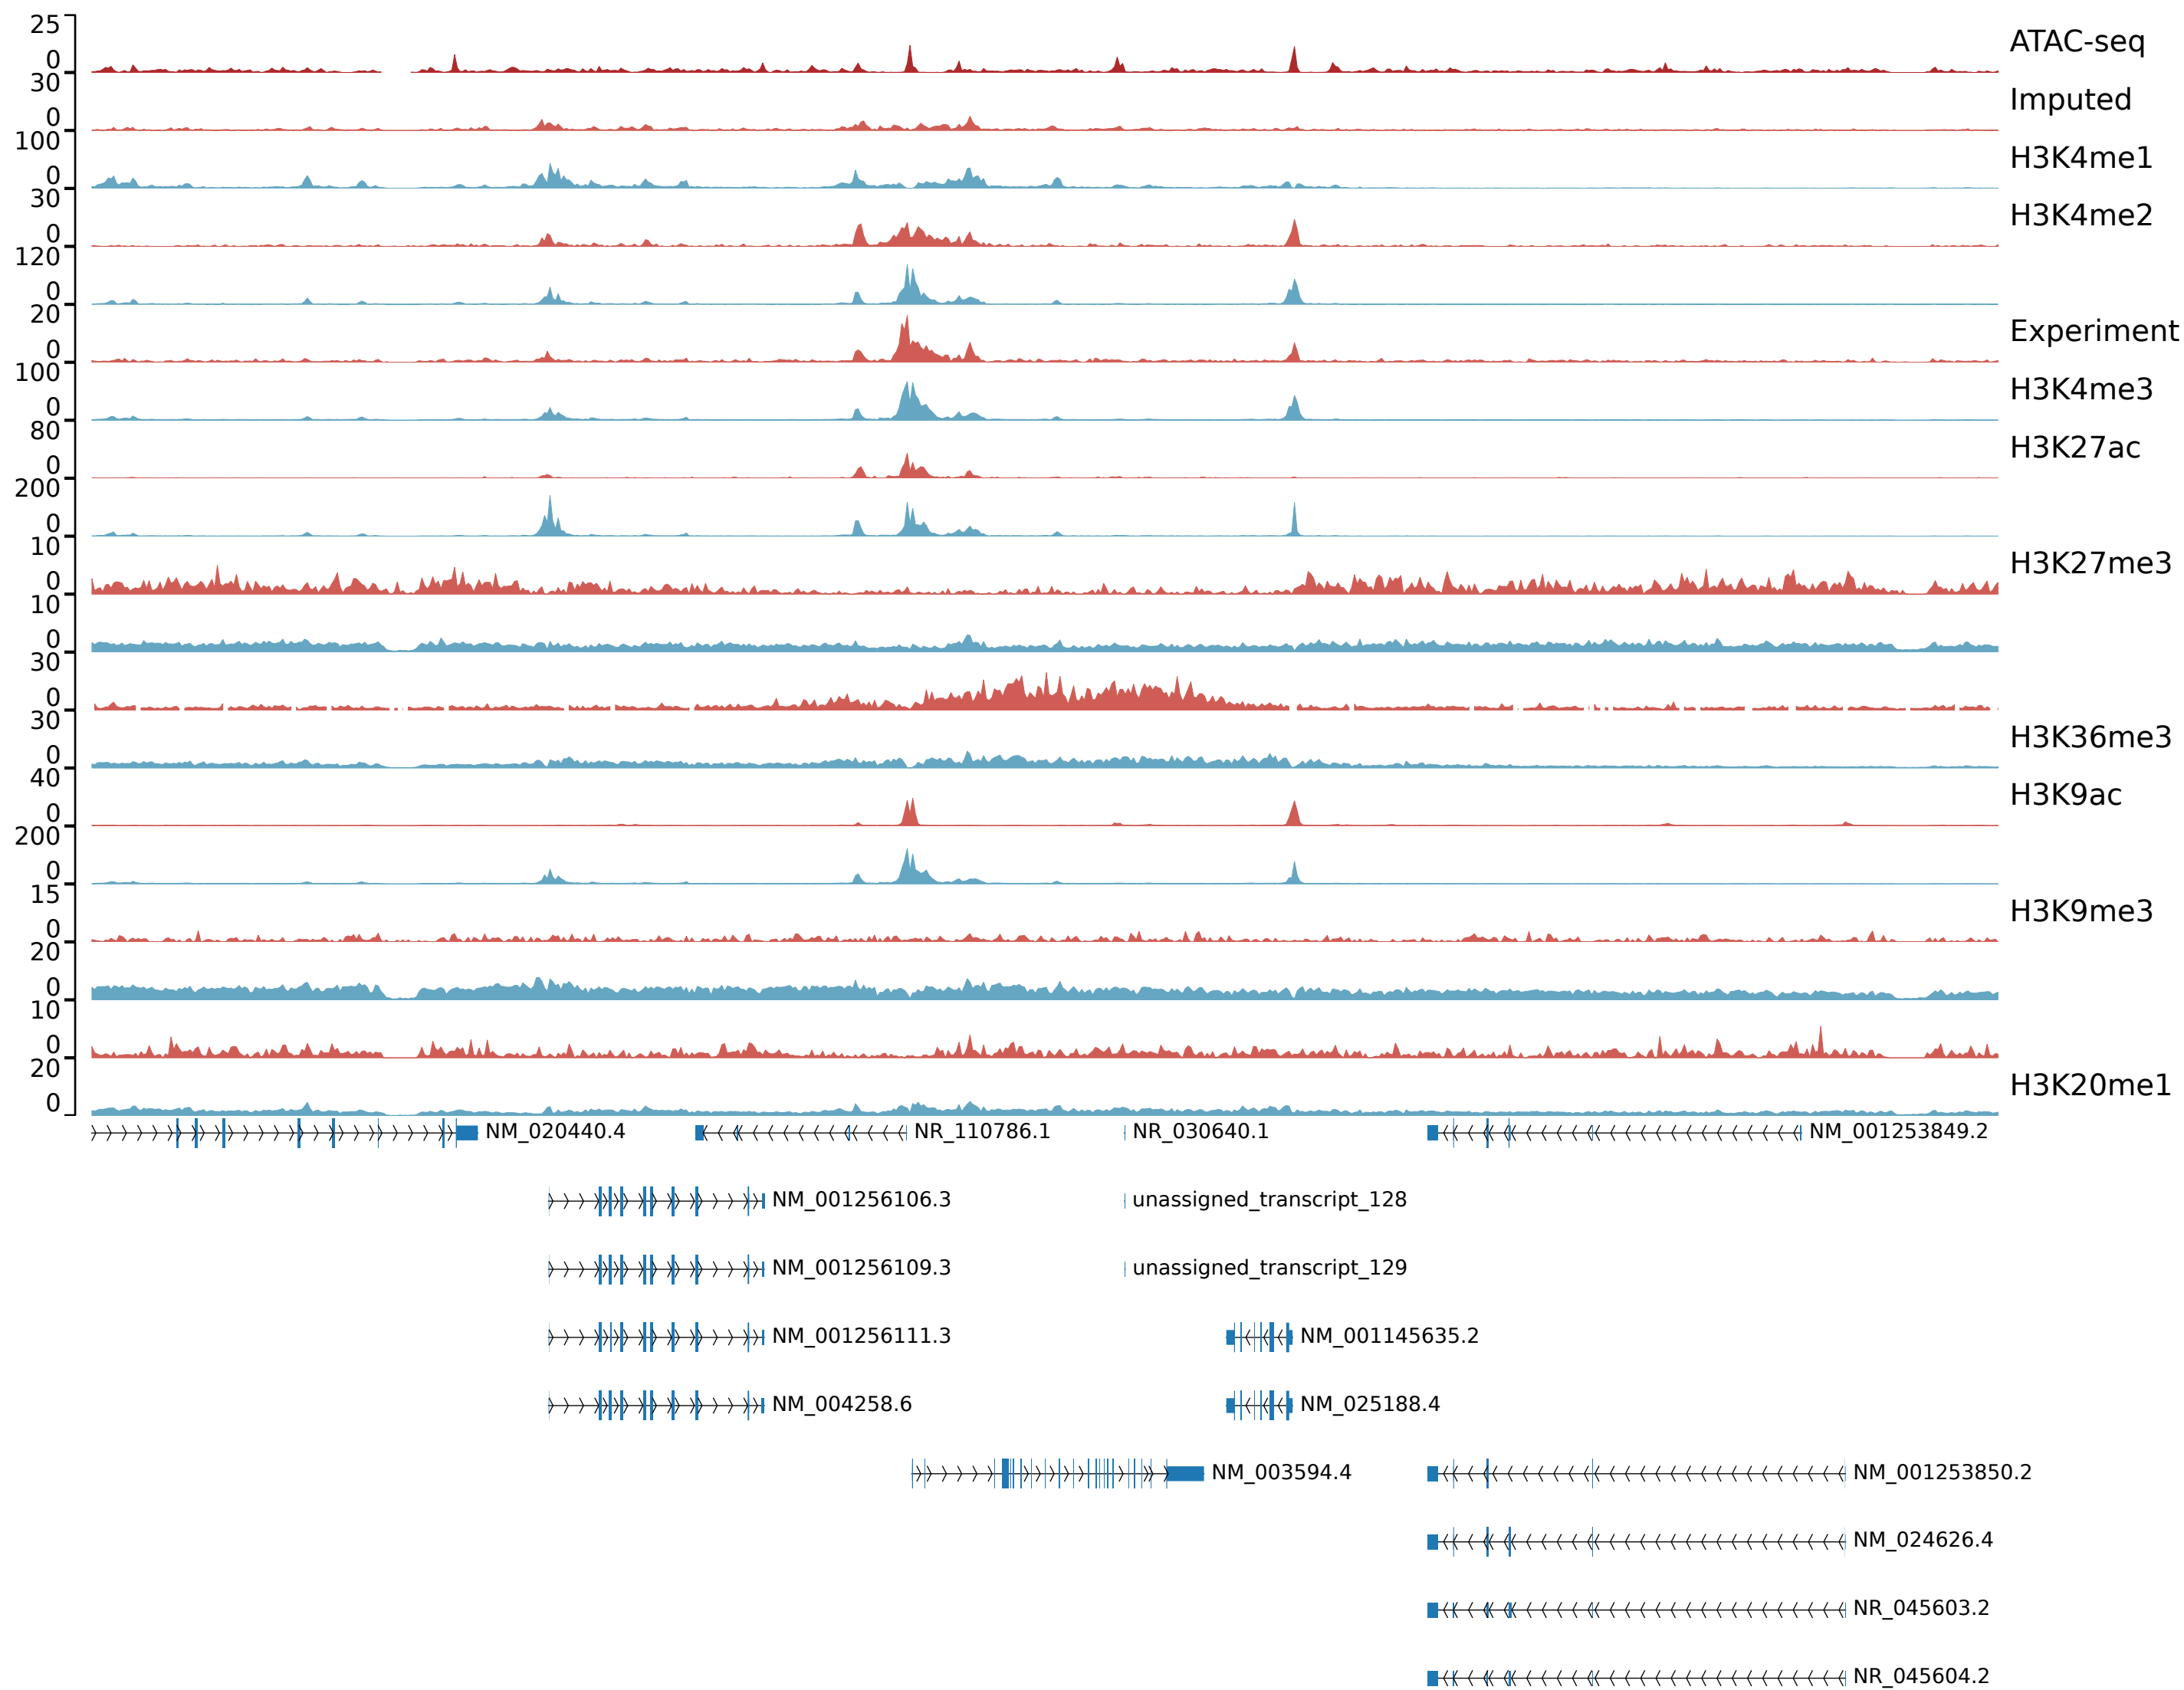 25
ATAC-seq
0
30
Imputed
0
100
H3K4me1
0
30
H3K4me2
0
120
0
20
Experiment
0
100
H3K4me3
0
80
H3K27ac
0
200
0
10
H3K27me3
0
10
0
30
0
30
H3K36me3
0
40
H3K9ac
0
200
0
15
H3K9me3
0
20
0
10
0
20
H3K20me1
0
NM_020440.4 NR_110786.1 NR_030640.1 NM_001253849.2
NM_001256106.3 unassigned_transcript_128
NM_001256109.3 unassigned_transcript_129
NM_001256111.3 NM_001145635.2
NM_004258.6 NM_025188.4
NM_003594.4 NM_001253850.2
NM_024626.4
NR_045603.2
NR_045604.2